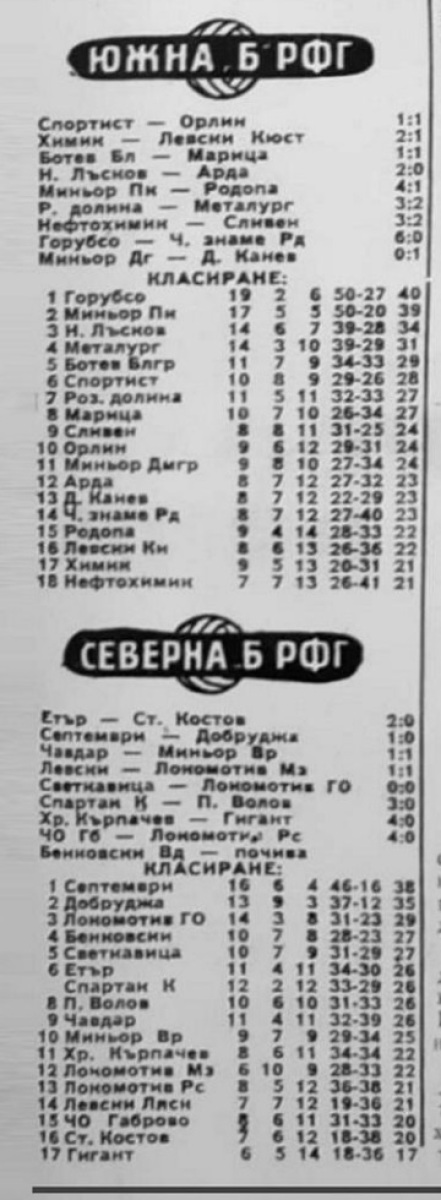 ЮЖНА Б РФГ
Спортист — Орлин 1:1
Химик — Левски Кюст 2:1
Ботев Бл — Марица 1:1
Н. Лъсков — Арда 2:0
Миньор Пк — Родопа 4:1
Р. долина — Металург 3:2
Нефтохимик — Сливен 3:2
Горубсо — Ч. знаме Рд 6:0
Миньор Дг — Д. Канев 0:1
КЛАСИРАНЕ:
1 Горубсо 19 2 6 50-27 40
2 Миньор Пк 17 5 5 50-20 39
3 Н. Лъсков 14 6 7 39-28 34
4 Металург 14 3 10 39-29 31
5 Ботев Блгр 11 7 9 34-33 29
6 Спортист 10 8 9 29-26 28
7 Роз. долина 11 5 11 32-33 27
8 Марица 10 7 10 26-34 27
9 Сливен 8 8 11 31-25 24
10 Орлин 9 6 12 29-31 24
11 Миньор Дмгр 9 8 10 27-34 24
12 Арда 8 7 12 27-32 23
13 Д. Канев 8 7 12 22-29 23
14 Ч. знаме Рд 8 7 12 27-40 23
15 Родопа 9 4 14 28-33 22
16 Левски Кн 8 6 13 26-36 22
17 Химик 9 5 13 20-31 21
18 Нефтохимик 7 7 13 26-41 21
СЕВЕРНА Б РФГ
Етър — Ст. Костов 2:0
Септември — Добруджа 1:0
Чавдар — Миньор Вр 1:1
Левски — Локомотив Мз 1:1
Светкавица — Локомотив ГО 0:0
Спартак К — П. Волов 3:0
Хр. Кърпачев — Гигант 4:0
ЧО Гб — Локомотив Рс 4:0
Бенковски Вд — почива
КЛАСИРАНЕ:
1 Септември 16 6 4 46-16 38
2 Добруджа 13 9 3 37-12 35
3 Локомотив ГО 14 3 8 31-23 29
4 Бенковски 10 7 8 28-23 27
5 Светкавица 10 7 9 31-29 27
6 Етър 11 4 11 34-30 26
Спартак К 12 2 12 33-29 26
8 П. Волов 10 6 10 31-33 26
9 Чавдар 11 4 11 32-39 26
10 Миньор Вр 9 7 9 29-34 25
11 Хр. Кърпачев 8 6 11 34-34 22
12 Локомотив Мз 6 10 9 28-33 22
13 Локомотив Рс 8 5 12 36-38 21
14 Левски Лясн 7 7 12 19-36 21
15 ЧО Габрово 8 6 11 31-33 20
16 Ст. Костов 7 6 12 18-38 20
17 Гигант 6 5 14 18-36 17